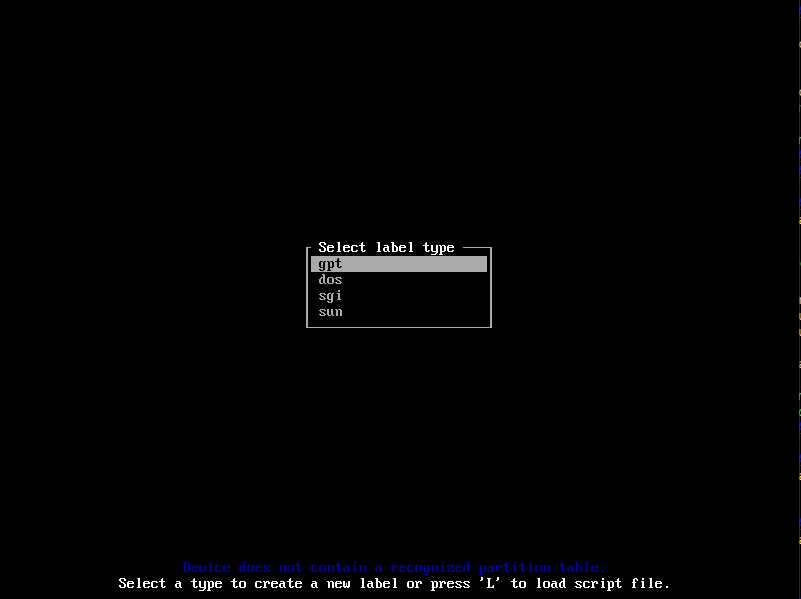 Select label type
gpt
dos
sgi
sun
Device does not contain a recognized partition table.
Select a type to create a new label or press 'L' to load script file.